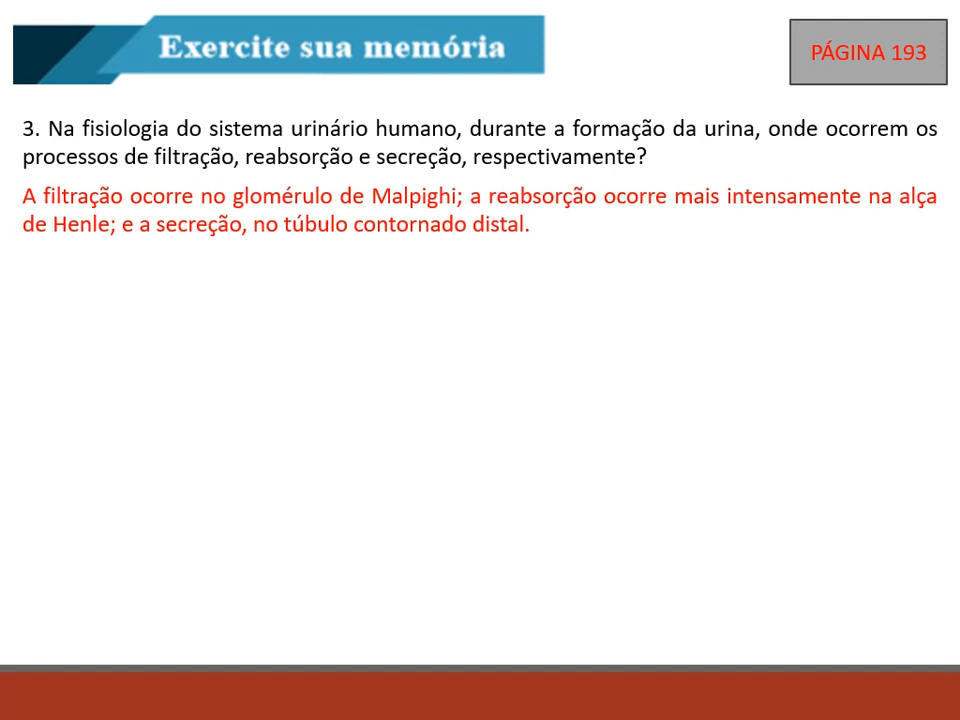 Exercite sua memória
PÁGINA 193
3. Na fisiologia do sistema urinário humano, durante a formação da urina, onde ocorrem os
processos de filtração, reabsorção e secreção, respectivamente?
A filtração ocorre no glomérulo de Malpighi; a reabsorção ocorre mais intensamente na alça
de Henle; e a secreção, no túbulo contornado distal.